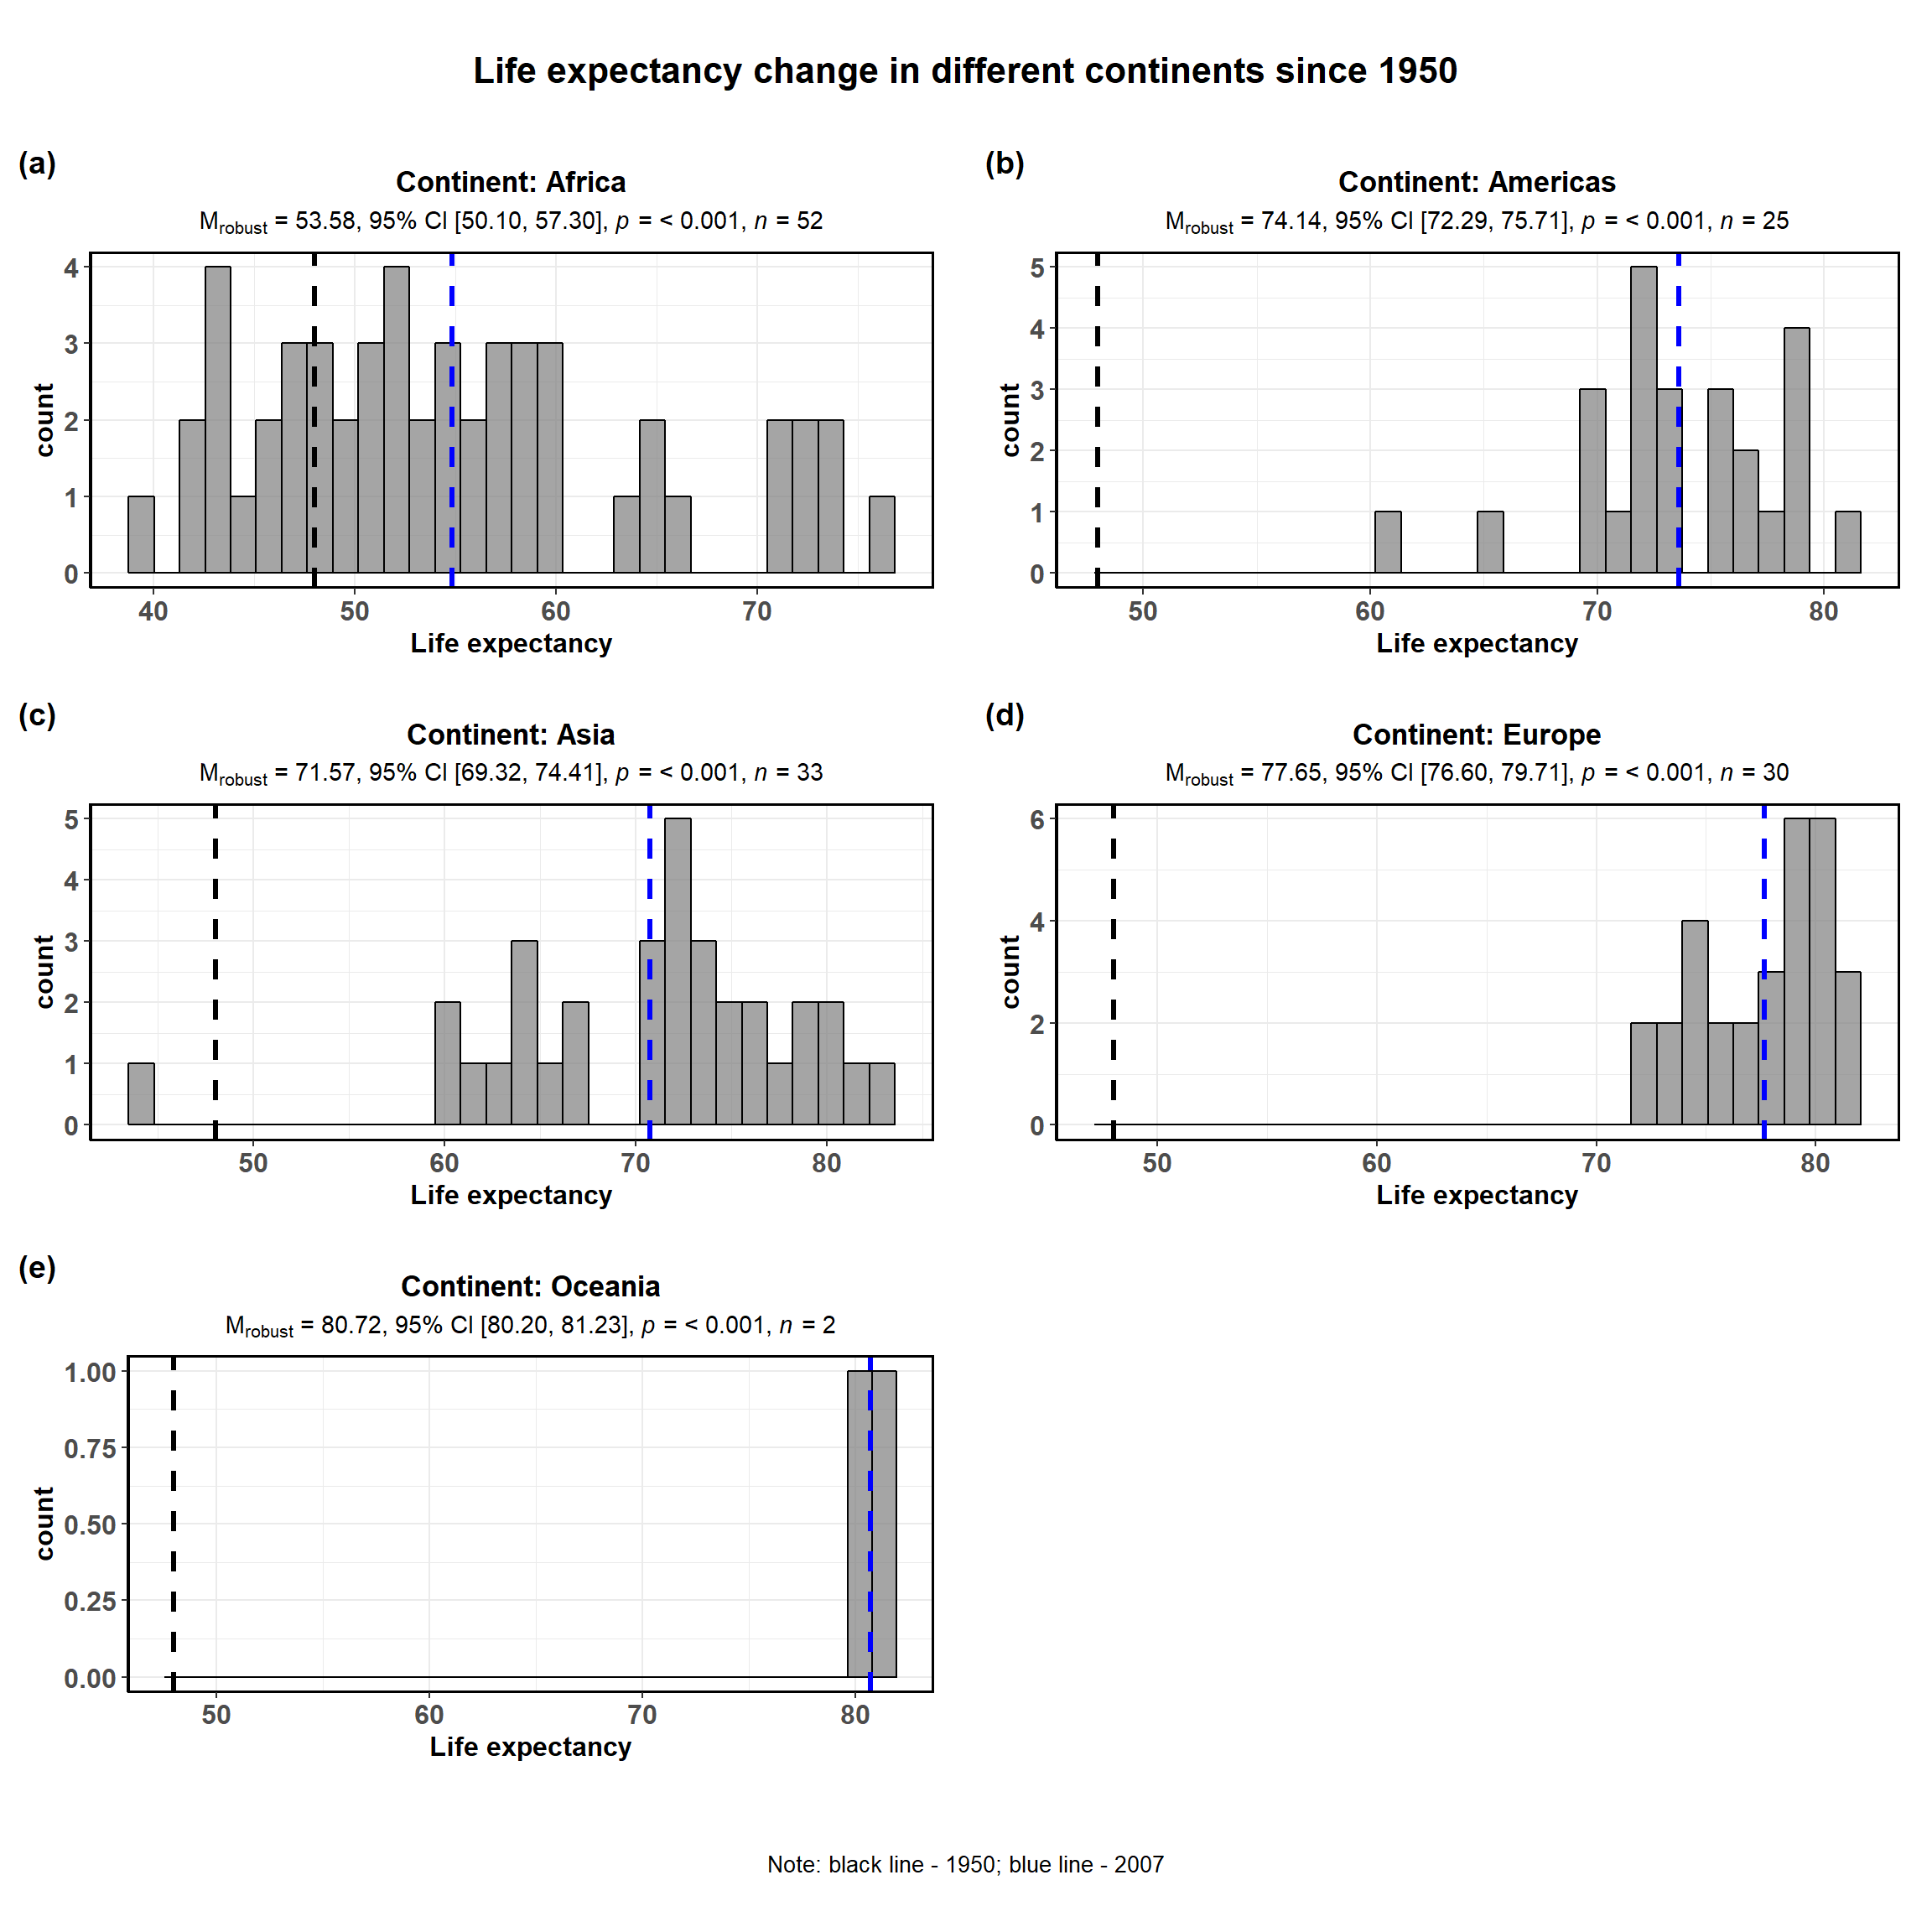 Life expectancy change in different continents since 1950
(a)
Continent: Africa
Mrobust = 53.58, 95% CI [50.10, 57.30], p = < 0.001, n = 52
4
3
2
1
0
count
40 50 60 70
Life expectancy
(b)
Continent: Americas
Mrobust = 74.14, 95% CI [72.29, 75.71], p = < 0.001, n = 25
5
4
3
2
1
0
count
50 60 70 80
Life expectancy
(c)
Continent: Asia
Mrobust = 71.57, 95% CI [69.32, 74.41], p = < 0.001, n = 33
5
4
3
2
1
0
count
50 60 70 80
Life expectancy
(d)
Continent: Europe
Mrobust = 77.65, 95% CI [76.60, 79.71], p = < 0.001, n = 30
6
4
2
0
count
50 60 70 80
Life expectancy
(e)
Continent: Oceania
Mrobust = 80.72, 95% CI [80.20, 81.23], p = < 0.001, n = 2
1.00
0.75
0.50
0.25
0.00
count
50 60 70 80
Life expectancy
Note: black line - 1950; blue line - 2007